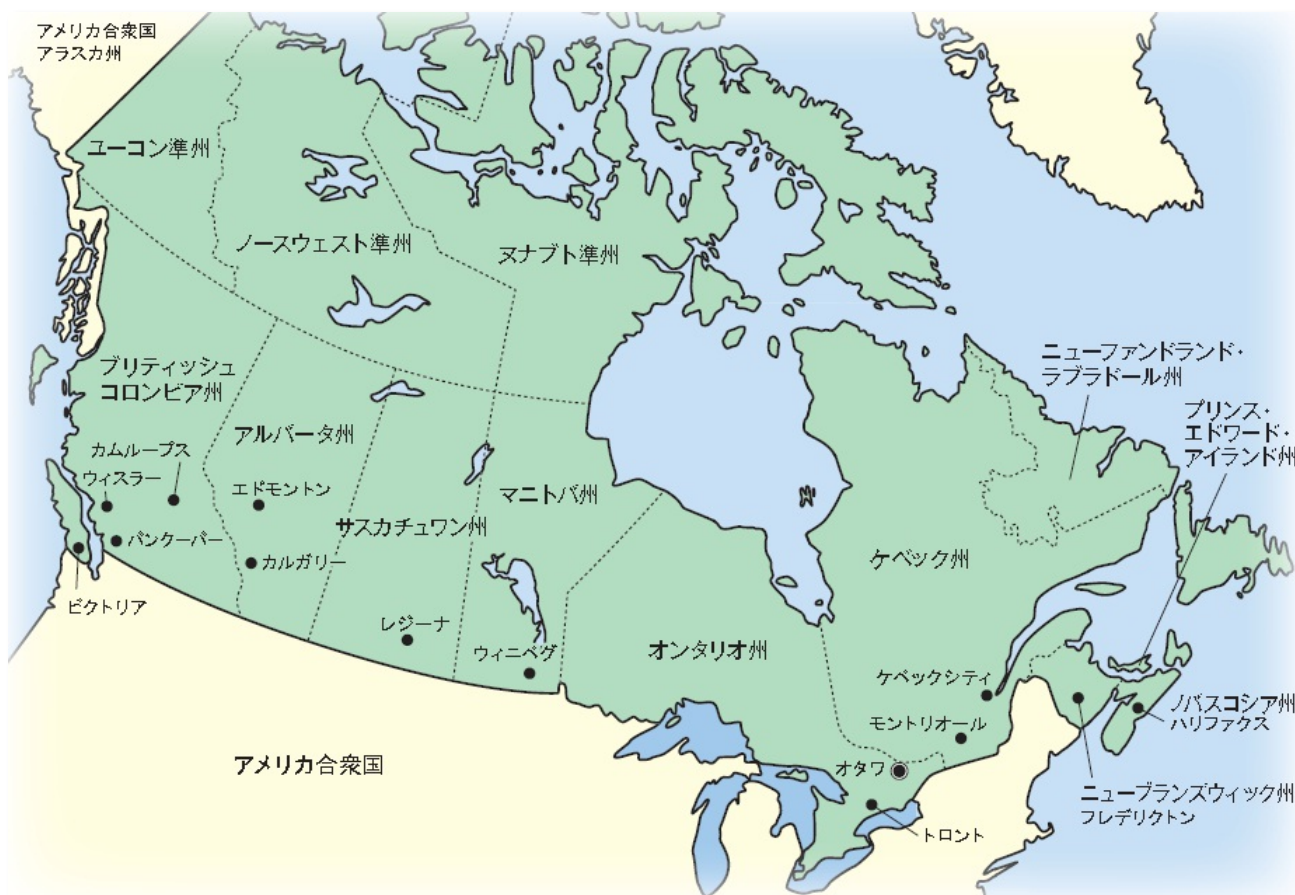 アメリカ合衆国
アラスカ州
ユーコン準州
ノースウェスト準州
ヌナブト準州
ブリティッシュ
コロンビア州
ニューファンドランド・
ラブラドール州
プリンス・
エドワード・
アイランド州
アルバータ州
カムループス
ウィスラー
エドモントン
マニトバ州
サスカチュワン州
バンクーバー
カルガリー
ケベック州
ビクトリア
レジーナ
ウィニペグ
オンタリオ州
ケベックシティ
ノバスコシア州
ハリファクス
モントリオール
アメリカ合衆国
オタワ
ニューブランズウィック州
フレデリクトン
トロント